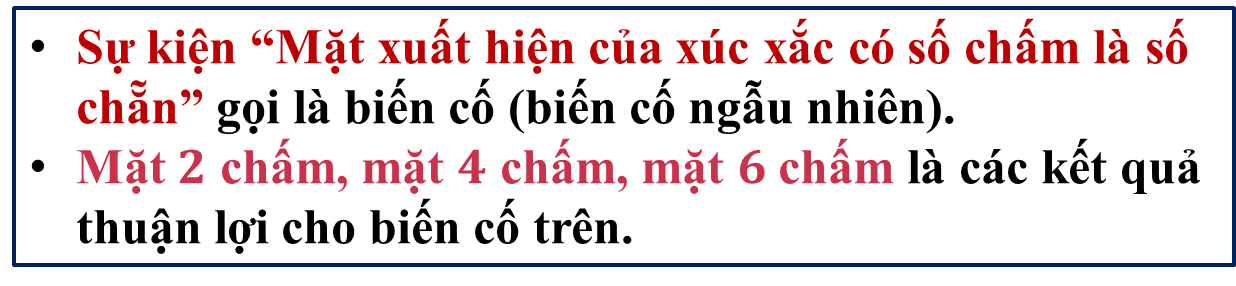 • Sự kiện “Mặt xuất hiện của xúc xắc có số chấm là số
chẵn” gọi là biến cố (biến cố ngẫu nhiên).
• Mặt 2 chấm, mặt 4 chấm, mặt 6 chấm là các kết quả
thuận lợi cho biến cố trên.